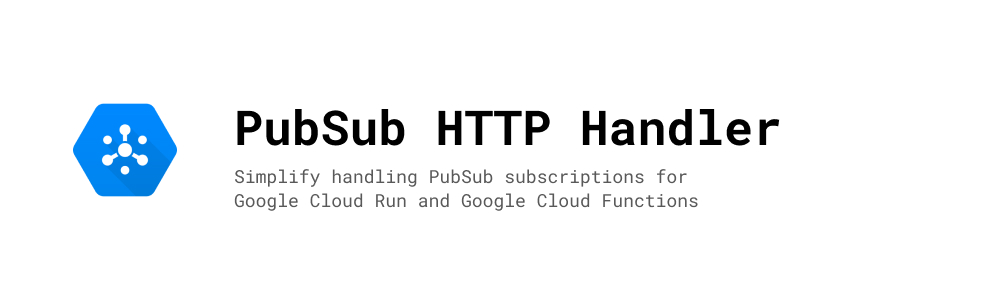 PubSub HTTP Handler
Simplify handling PubSub subscriptions for
Google Cloud Run and Google Cloud Functions